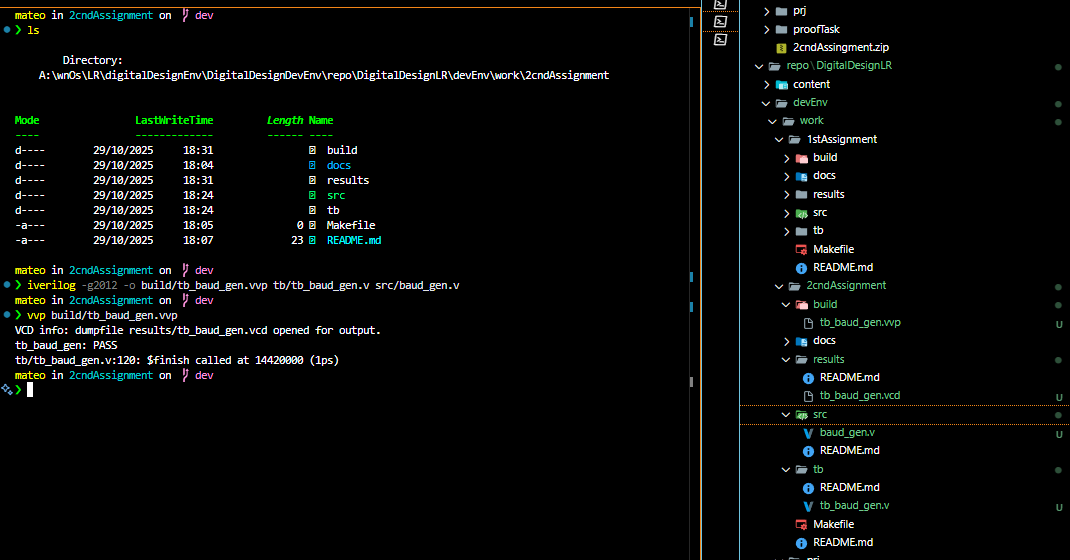 mateo in 2cndAssignment on dev
❯ ls
Directory:
A:\wnOs\LR\digitalDesignEnv\DigitalDesignDevEnv\repo\DigitalDesignLR\devEnv\work\2cndAssignment
Mode LastWriteTime Length Name
---- ------------- ------ ----
d---- 29/10/2025 18:31 build
d---- 29/10/2025 18:04 docs
d---- 29/10/2025 18:31 results
d---- 29/10/2025 18:24 src
d---- 29/10/2025 18:24 tb
-a--- 29/10/2025 18:05 0 Makefile
-a--- 29/10/2025 18:07 23 README.md
mateo in 2cndAssignment on dev
❯ iverilog -g2012 -o build/tb_baud_gen.vvp tb/tb_baud_gen.v src/baud_gen.v
mateo in 2cndAssignment on dev
❯ vvp build/tb_baud_gen.vvp
VCD info: dumpfile results/tb_baud_gen.vcd opened for output.
tb_baud_gen: PASS
tb/tb_baud_gen.v:120: $finish called at 14420000 (1ps)
mateo in 2cndAssignment on dev
❯
prj
proofTask
2cndAssingment.zip
repo \ DigitalDesignLR
content
devEnv
work
1stAssignment
build
docs
results
src
tb
Makefile
README.md
2cndAssignment
build
tb_baud_gen.vvp U
docs
results
README.md
tb_baud_gen.vcd U
src
baud_gen.v U
README.md
tb
README.md
tb_baud_gen.v U
Makefile
README.md